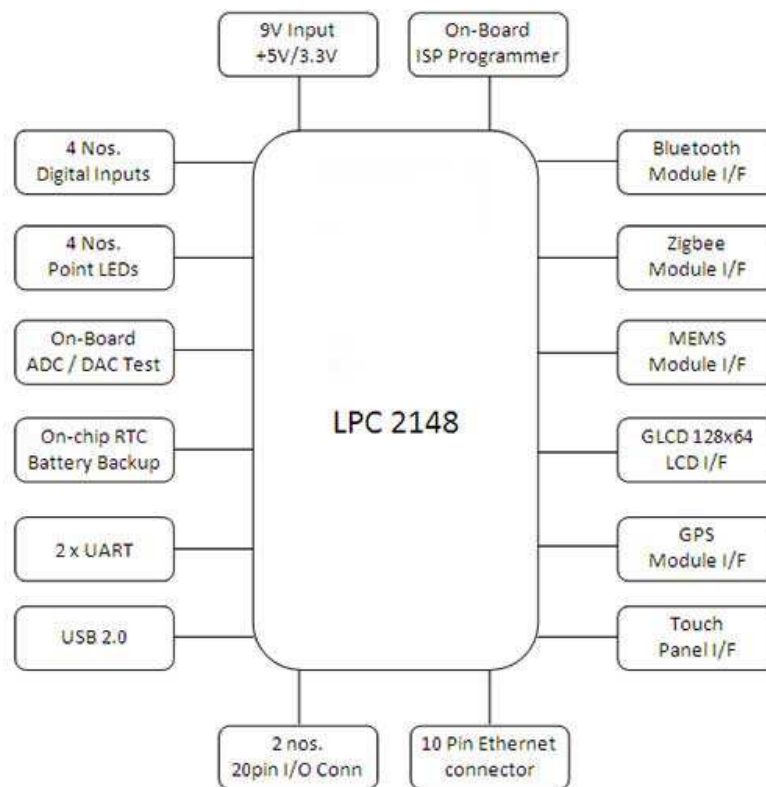 9V Input
+5V/3.3V
On-Board
ISP Programmer
4 Nos.
Digital Inputs
4 Nos.
Point LEDs
On-Board
ADC / DAC Test
On-chip RTC
Battery Backup
2 x UART
USB 2.0
LPC 2148
Bluetooth
Module I/F
Zigbee
Module I/F
MEMS
Module I/F
GLCD 128x64
LCD I/F
GPS
Module I/F
Touch
Panel I/F
2 nos.
20pin I/O Conn
10 Pin Ethernet
connector